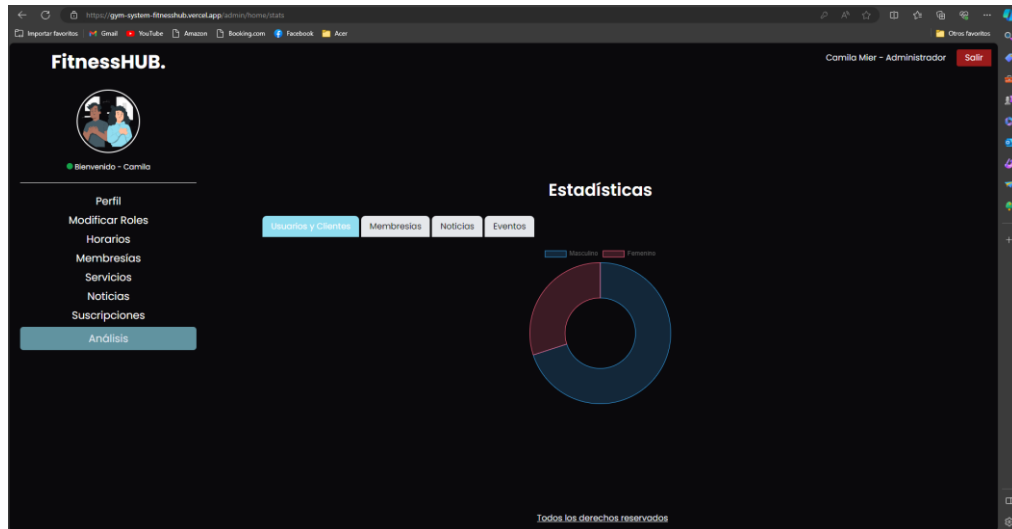 https://gym-system-fitnesshub.vercel.app/admin/home/stats
Importar favoritos Gmail YouTube Amazon Booking.com Facebook Acer Otros favoritos
FitnessHUB.
Camila Mier - Administrador Salir
Bienvenido - Camila
Perfil
Modificar Roles
Horarios
Membresías
Servicios
Noticias
Suscripciones
Análisis
Estadísticas
Usuarios y Clientes Membresías Noticias Eventos
Masculino Femenino
Todos los derechos reservados